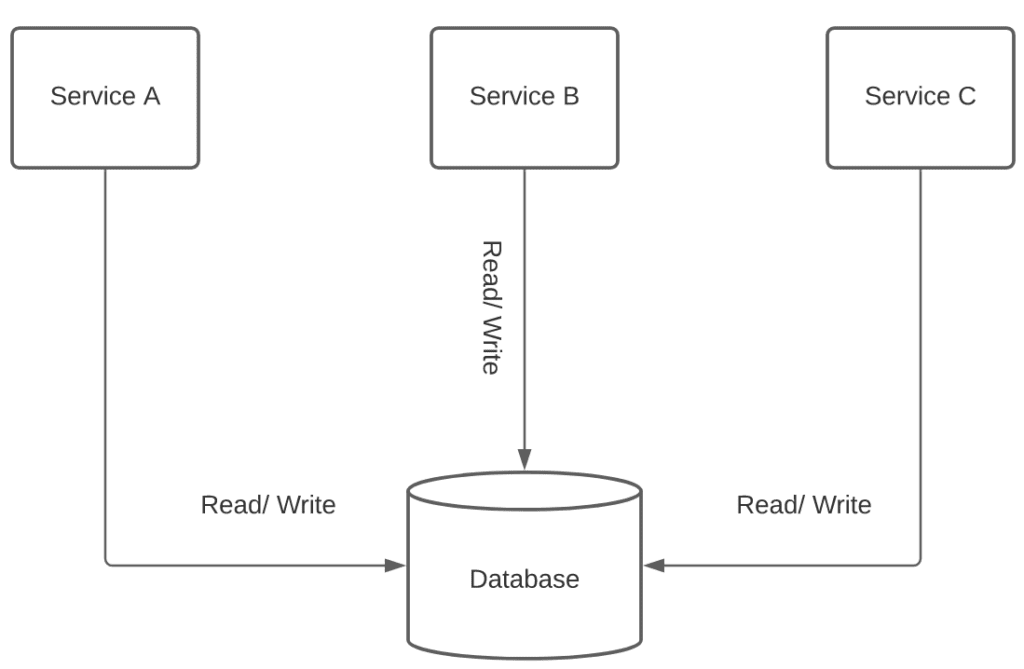 Service A
Service B
Service C
Read/ Write
Read/ Write
Read/ Write
Database